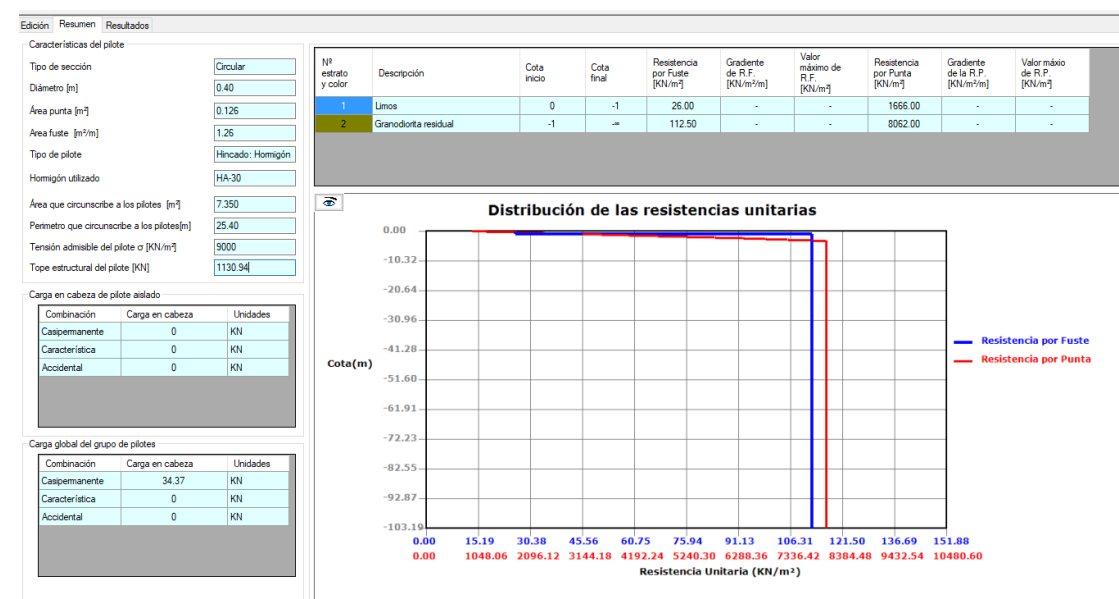 Edición Resumen Resultados
Características del pilote
Tipo de sección Circular
Diámetro [m] 0.40
Área punta [m²] 0.126
Area fuste [m²/m] 1.26
Tipo de pilote Hincado: Hormigón
Hormigón utilizado HA-30
Área que circunscribe a los pilotes [m²] 7.350
Perimetro que circunscribe a los pilotes[m] 25.40
Tensión admisible del pilote σ [KN/m²] 9000
Tope estructural del pilote [KN] 1130.94
Carga en cabeza de pilote aislado
Combinación Carga en cabeza Unidades
Casipermanente 0 KN
Característica 0 KN
Accidental 0 KN
Carga global del grupo de pilotes
Combinación Carga en cabeza Unidades
Casipermanente 34.37 KN
Característica 0 KN
Accidental 0 KN
Nº estrato y color Descripción Cota inicio Cota final Resistencia por Fuste [KN/m²] Gradiente de R.F. [KN/m²/m] Valor máximo de R.F. [KN/m²] Resistencia por Punta [KN/m²] Gradiente de la R.P. [KN/m²/m] Valor máxio de R.P. [KN/m²]
1 Limos 0 -1 26.00 - - 1666.00 - -
2 Granodiorita residual -1 -∞ 112.50 - - 8062.00 - -
Distribución de las resistencias unitarias
0.00
-10.32
-20.64
-30.96
-41.28
-51.60
-61.91
-72.23
-82.55
-92.87
-103.19
Cota(m)
Resistencia por Fuste
Resistencia por Punta
0.00 15.19 30.38 45.56 60.75 75.94 91.13 106.31 121.50 136.69 151.88
0.00 1048.06 2096.12 3144.18 4192.24 5240.30 6288.36 7336.42 8384.48 9432.54 10480.60
Resistencia Unitaria (KN/m²)